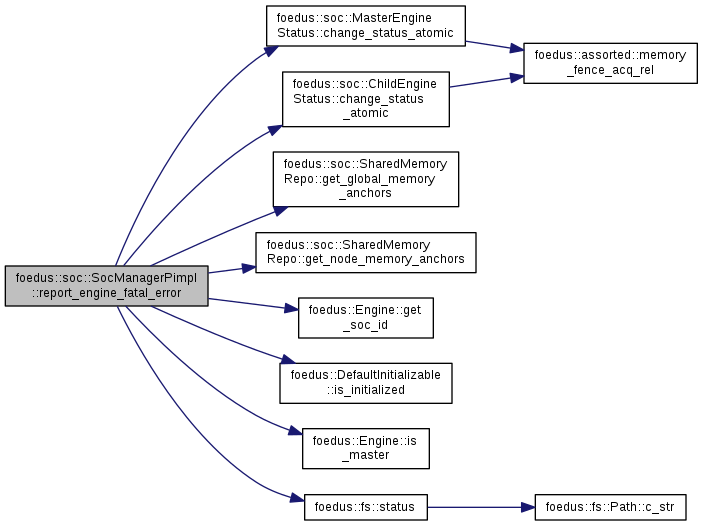 foedus::soc::SocManagerPimpl
::report_engine_fatal_error
foedus::soc::MasterEngine
Status::change_status_atomic
foedus::assorted::memory
_fence_acq_rel
foedus::soc::ChildEngine
Status::change_status
_atomic
foedus::soc::SharedMemory
Repo::get_global_memory
_anchors
foedus::soc::SharedMemory
Repo::get_node_memory_anchors
foedus::Engine::get
_soc_id
foedus::DefaultInitializable
::is_initialized
foedus::Engine::is
_master
foedus::fs::status
foedus::fs::Path::c_str